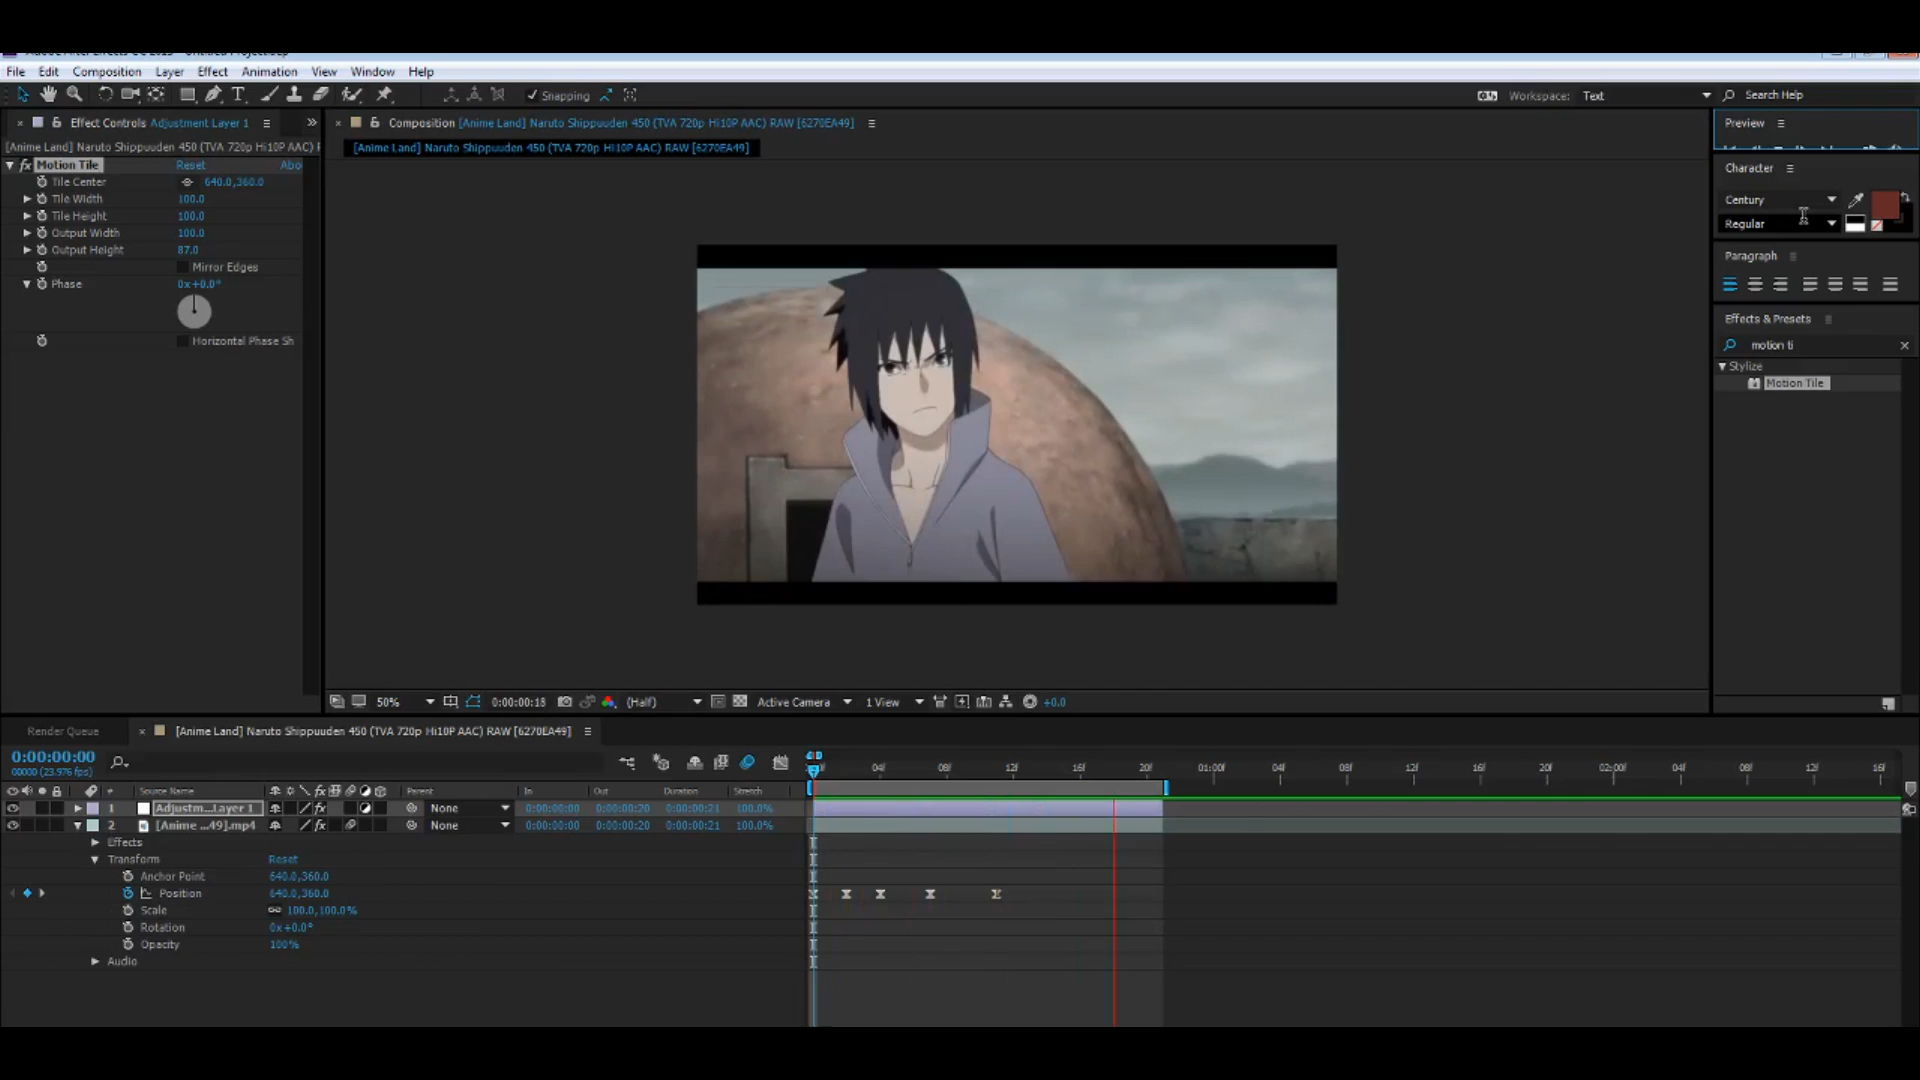 File Edit Composition Layer Effect Animation View Window Help
Snapping
Workspace: Text
Search Help
Effect Controls Adjustment Layer 1
[Anime Land] Naruto Shippuuden 450 (TVA 720p Hi10P AAC) R
Motion Tile Reset Abo
Tile Center 640.0,360.0
Tile Width 100.0
Tile Height 100.0
Output Width 100.0
Output Height 87.0
Mirror Edges
Phase 0x+0.0°
Horizontal Phase Sh
Composition [Anime Land] Naruto Shippuuden 450 (TVA 720p Hi10P AAC) RAW [6270EA49]
[Anime Land] Naruto Shippuuden 450 (TVA 720p Hi10P AAC) RAW [6270EA49]
50% 0:00:00:18 (Half) Active Camera 1 View +0.0
Preview
Character
Century
Regular
Paragraph
Effects & Presets
motion ti
Stylize
Motion Tile
Render Queue
[Anime Land] Naruto Shippuuden 450 (TVA 720p Hi10P AAC) RAW [6270EA49]
0:00:00:00
00000 (23.976 fps)
04f 08f 12f 16f 20f 01:00f 04f 08f 12f 16f 20f 02:00f 04f 08f 12f 16f
# Source Name Parent In Out Duration Stretch
1 Adjustm...Layer 1 None 0:00:00:00 0:00:00:20 0:00:00:21 100.0%
2 [Anime ...49].mp4 None 0:00:00:00 0:00:00:20 0:00:00:21 100.0%
Effects
Transform Reset
Anchor Point 640.0,360.0
Position 640.0,360.0
Scale 100.0,100.0%
Rotation 0x+0.0°
Opacity 100%
Audio